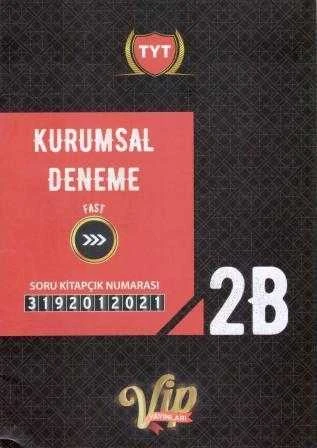 TYT
KURUMSAL
DENEME
FAST
SORU KİTAPÇIK NUMARASI
3192012021
2B
Vip
YAYINLARI